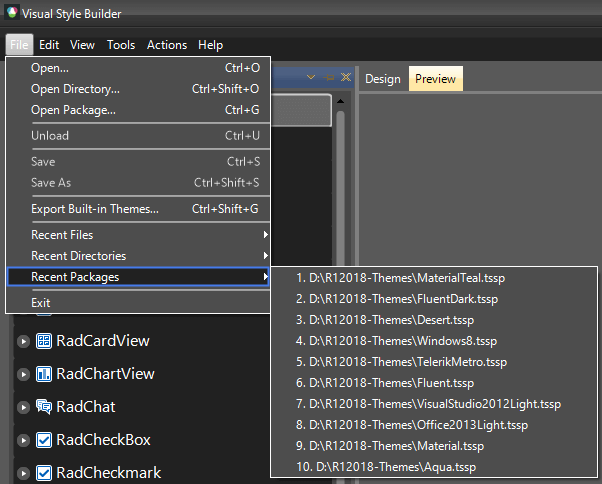 Visual Style Builder
File Edit View Tools Actions Help
Open... Ctrl+O
Open Directory... Ctrl+Shift+O
Open Package... Ctrl+G
Unload Ctrl+U
Save Ctrl+S
Save As Ctrl+Shift+S
Export Built-in Themes... Ctrl+Shift+G
Recent Files
Recent Directories
Recent Packages
Exit
Design Preview
1. D:\R12018-Themes\MaterialTeal.tssp
2. D:\R12018-Themes\FluentDark.tssp
3. D:\R12018-Themes\Desert.tssp
4. D:\R12018-Themes\Windows8.tssp
5. D:\R12018-Themes\TelerikMetro.tssp
6. D:\R12018-Themes\Fluent.tssp
7. D:\R12018-Themes\VisualStudio2012Light.tssp
8. D:\R12018-Themes\Office2013Light.tssp
9. D:\R12018-Themes\Material.tssp
10. D:\R12018-Themes\Aqua.tssp
RadCardView
RadChartView
RadChat
RadCheckBox
RadCheckmark